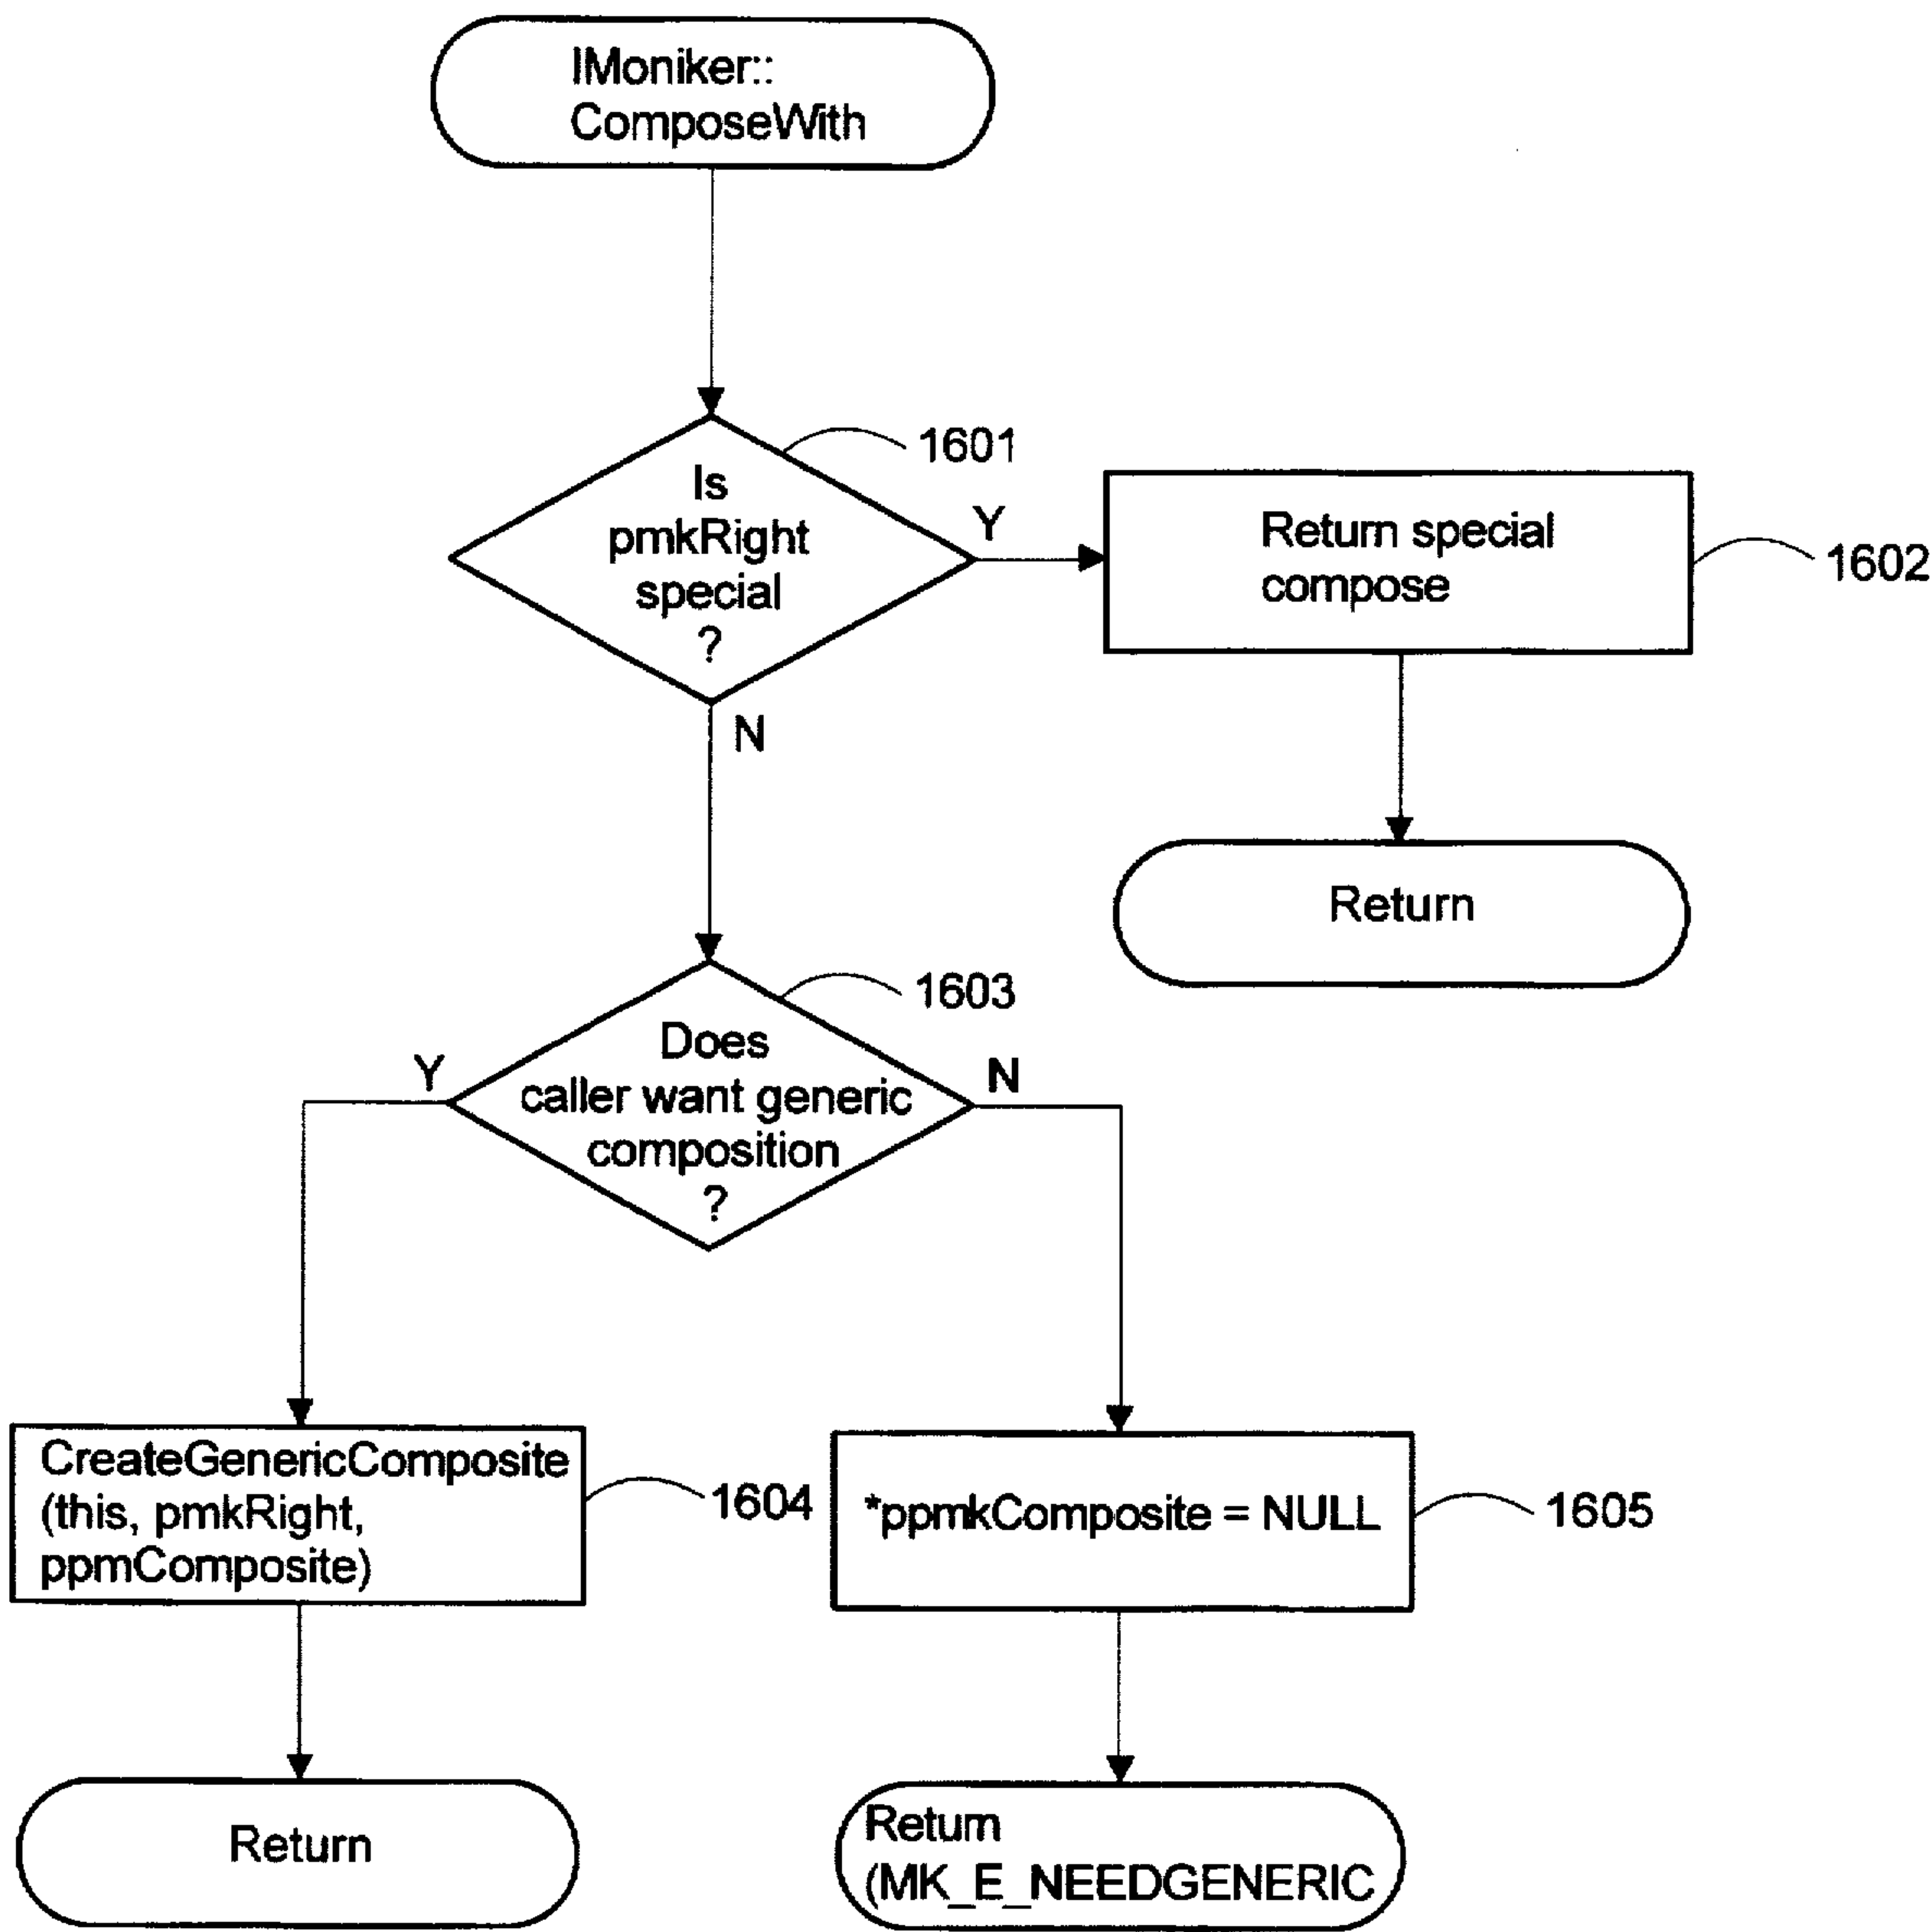 IMoniker::
ComposeWith
1601
Is
pmkRight
special
?
Y
Return special
compose
1602
N
Return
1603
Does
caller want generic
composition
?
Y
N
CreateGenericComposite
(this, pmkRight,
ppmComposite)
1604
*ppmkComposite = NULL
1605
Return
Return
(MK_E_NEEDGENERIC